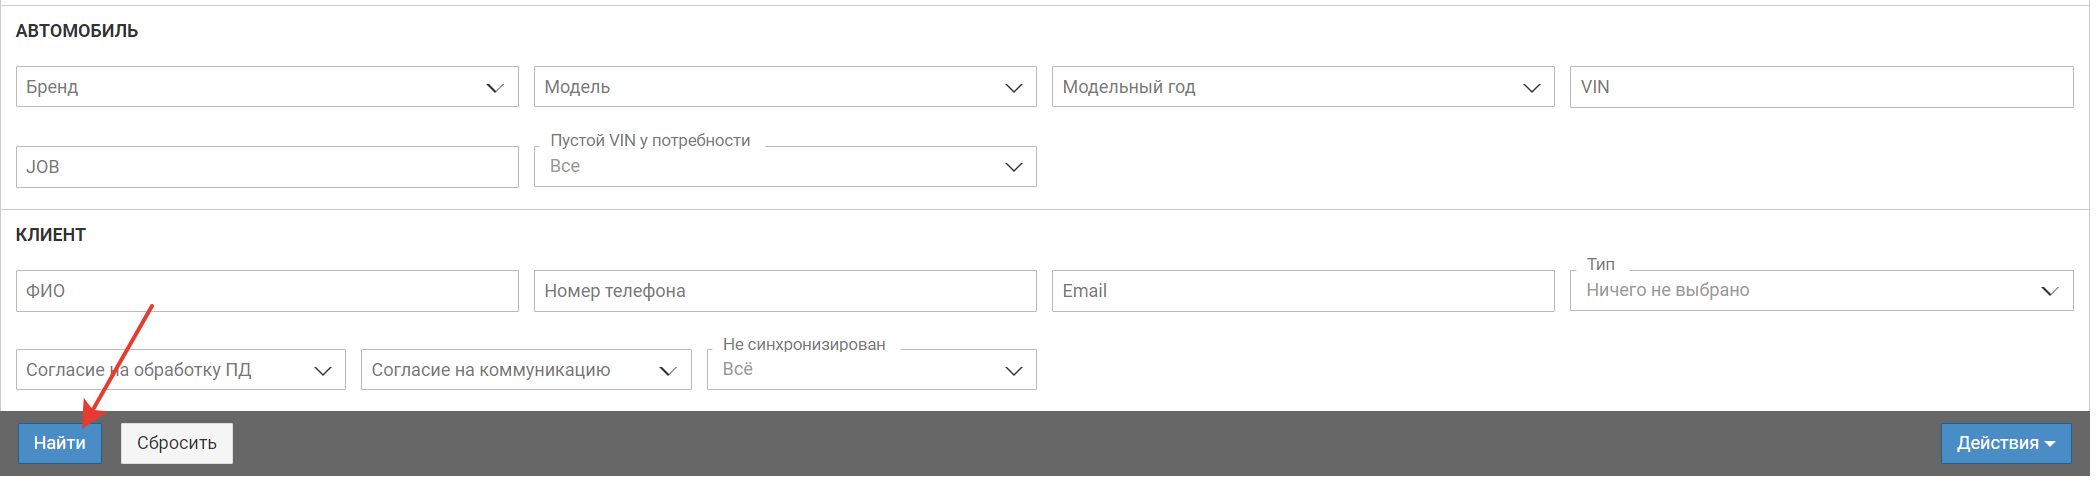 АВТОМОБИЛЬ
Бренд
Модель
Модельный год
VIN
JOB
Пустой VIN у потребности
Все
КЛИЕНТ
ФИО
Номер телефона
Email
Тип
Ничего не выбрано
Согласие на обработку ПД
Согласие на коммуникацию
Не синхронизирован
Всё
Найти
Сбросить
Действия